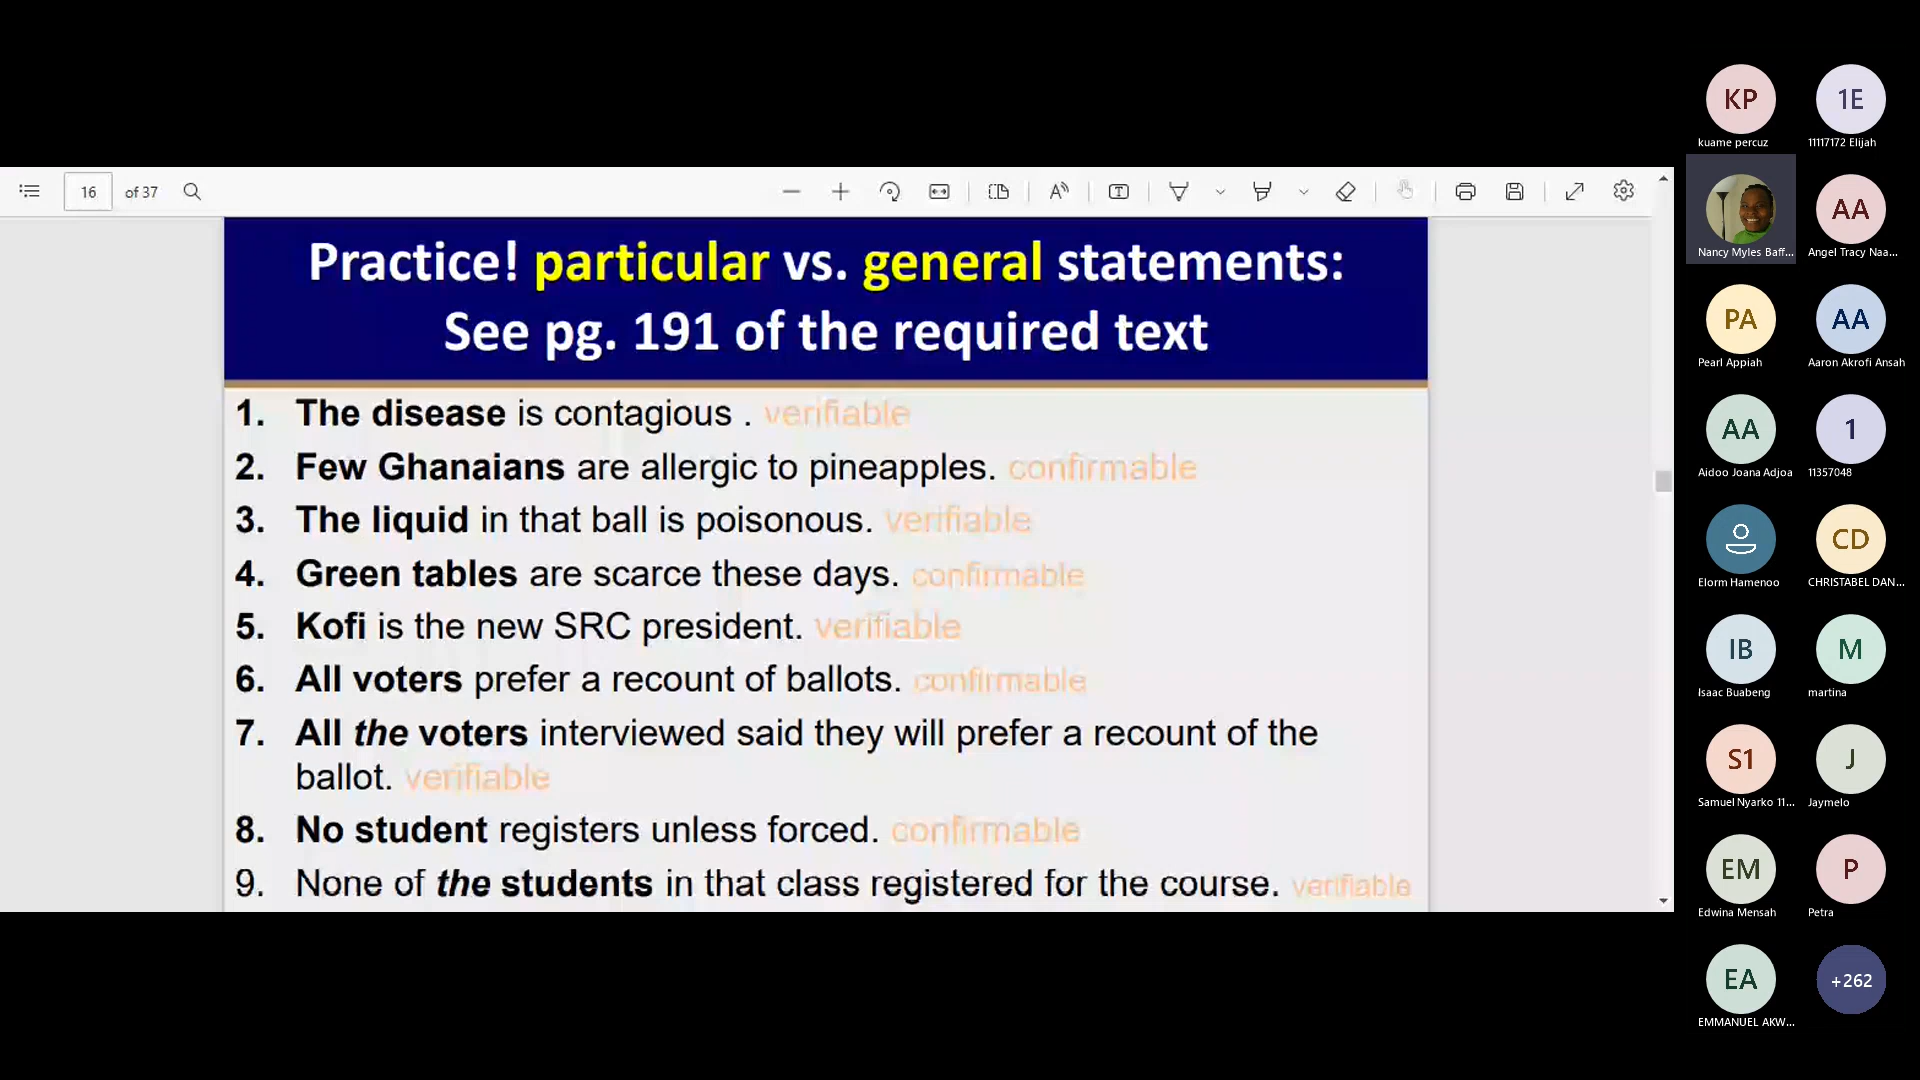 16 of 37
Practice! particular vs. general statements:
See pg. 191 of the required text
1. The disease is contagious . verifiable
2. Few Ghanaians are allergic to pineapples. confirmable
3. The liquid in that ball is poisonous. verifiable
4. Green tables are scarce these days. confirmable
5. Kofi is the new SRC president. verifiable
6. All voters prefer a recount of ballots. confirmable
7. All the voters interviewed said they will prefer a recount of the
ballot. verifiable
8. No student registers unless forced. confirmable
9. None of the students in that class registered for the course. verifiable
KP 1E
kuame percuz 11117172 Elijah
AA
Nancy Myles Baff... Angel Tracy Naa...
PA AA
Pearl Appiah Aaron Akrofi Ansah
AA 1
Aidoo Joana Adjoa 11357048
CD
Elorm Hamenoo CHRISTABEL DAN...
IB M
Isaac Buabeng martina
S1 J
Samuel Nyarko 11... Jaymelo
EM P
Edwina Mensah Petra
EA +262
EMMANUEL AKW...